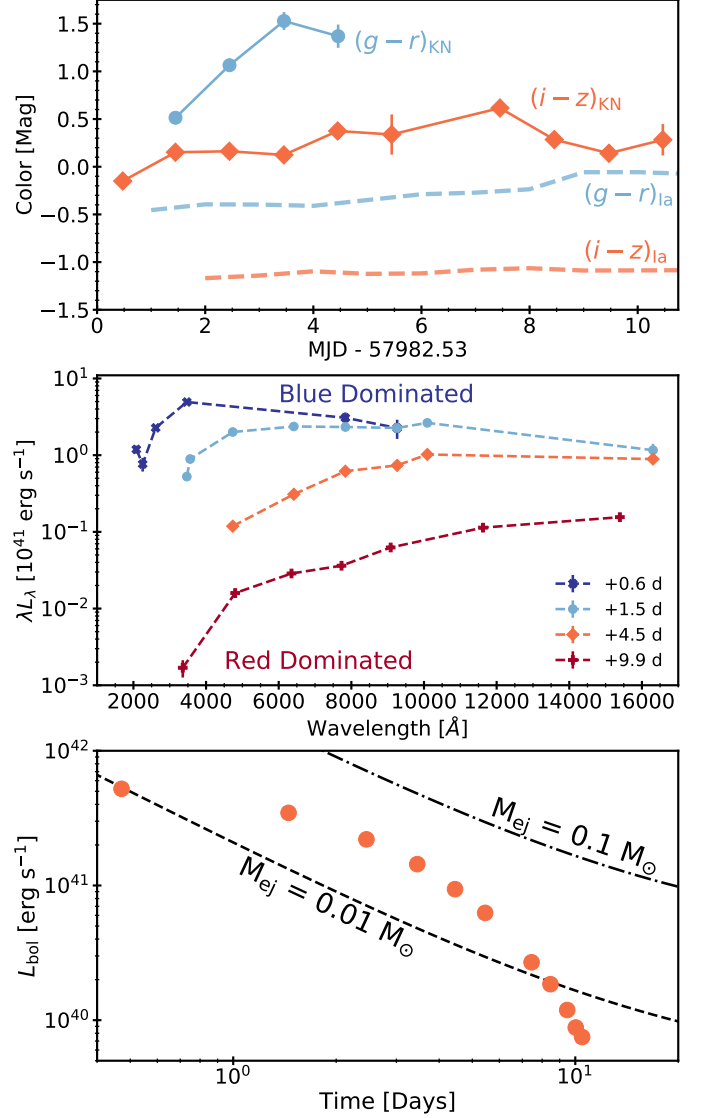 1.5
1.0
0.5
0.0
−0.5
−1.0
−1.5
Color [Mag]
(g − r)KN
(i − z)KN
(g − r)Ia
(i − z)Ia
0 2 4 6 8 10
MJD - 57982.53
10¹
10⁰
10⁻¹
10⁻²
10⁻³
λLλ [10⁴¹ erg s⁻¹]
Blue Dominated
Red Dominated
+0.6 d
+1.5 d
+4.5 d
+9.9 d
2000 4000 6000 8000 10000 12000 14000 16000
Wavelength [Å]
10⁴²
10⁴¹
10⁴⁰
Lbol [erg s⁻¹]
Mej = 0.1 M⊙
Mej = 0.01 M⊙
10⁰ 10¹
Time [Days]